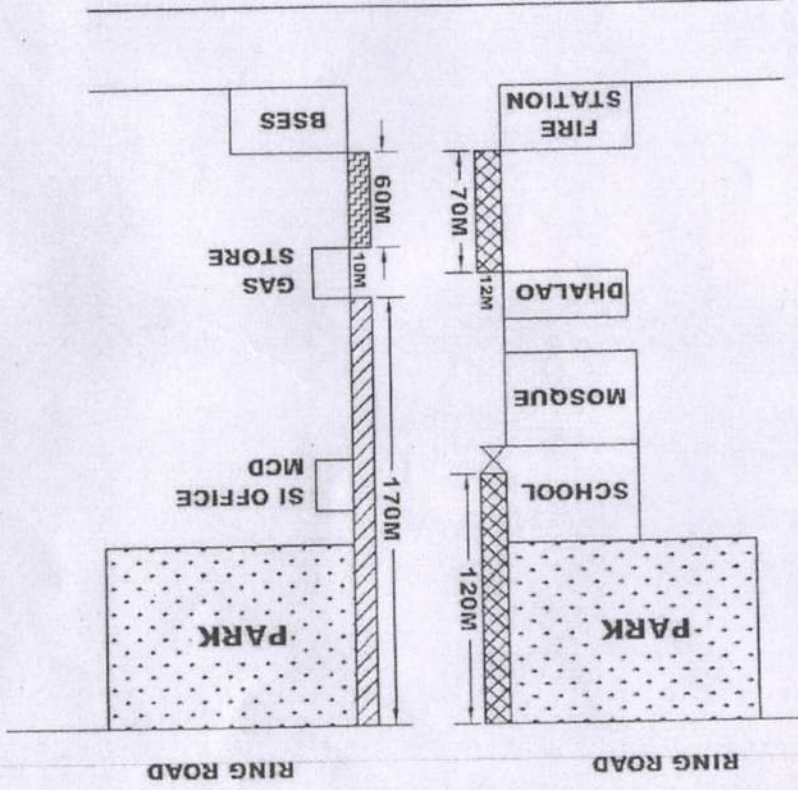 RING ROAD
RING ROAD
PARK
PARK
120M
170M
SCHOOL
SI OFFICE
MCD
MOSQUE
DHALAO
12M
10M
GAS
STORE
70M
60M
FIRE
STATION
BSES